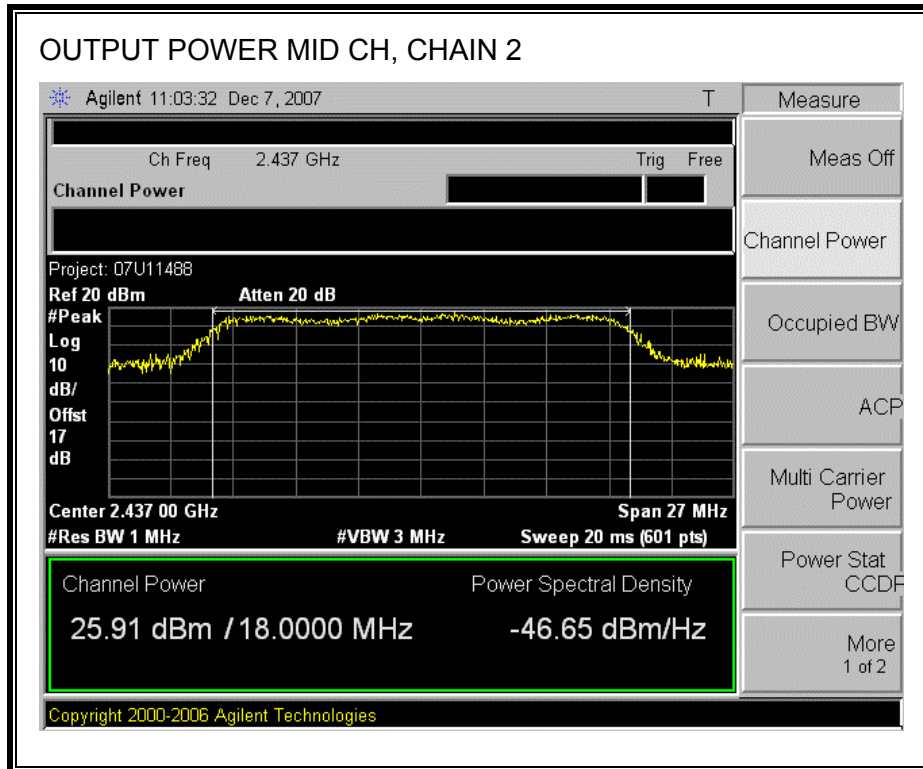 OUTPUT POWER MID CH, CHAIN 2
Agilent 11:03:32 Dec 7, 2007 T
Measure
Ch Freq 2.437 GHz Trig Free
Channel Power
Project: 07U11488
Ref 20 dBm Atten 20 dB
#Peak
Log
10
dB/
Offst
17
dB
Center 2.437 00 GHz Span 27 MHz
#Res BW 1 MHz #VBW 3 MHz Sweep 20 ms (601 pts)
Channel Power Power Spectral Density
25.91 dBm / 18.0000 MHz -46.65 dBm/Hz
Copyright 2000-2006 Agilent Technologies
Meas Off
Channel Power
Occupied BW
ACP
Multi Carrier
Power
Power Stat
CCDF
More
1 of 2